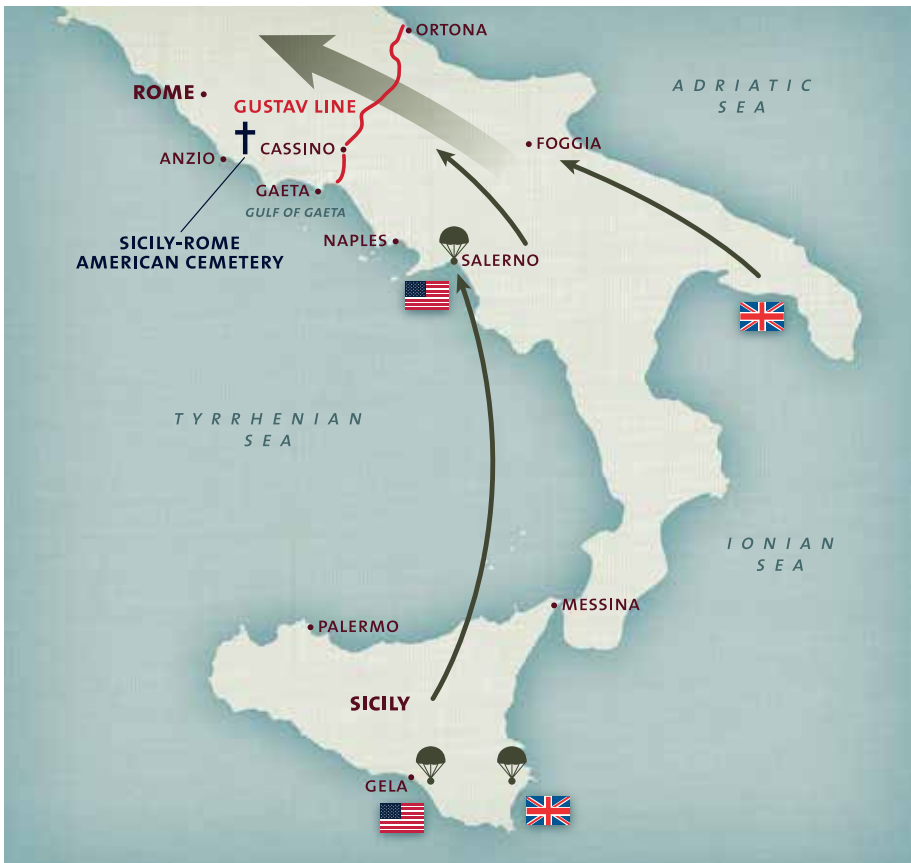 ORTONA
ADRIATIC
SEA
ROME
GUSTAV LINE
FOGGIA
CASSINO
ANZIO
GAETA
GULF OF GAETA
SICILY-ROME
AMERICAN CEMETERY
NAPLES
SALERNO
TYRRHENIAN
SEA
IONIAN
SEA
MESSINA
PALERMO
SICILY
GELA